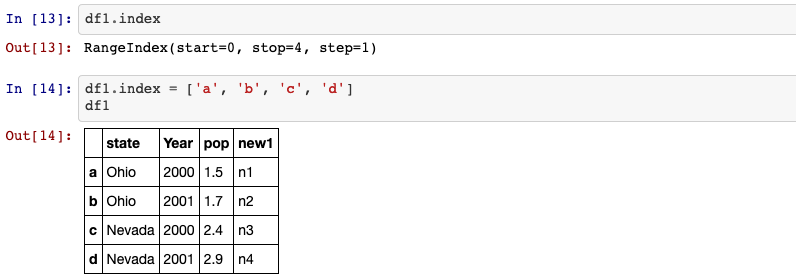 In [13]: df1.index
Out[13]: RangeIndex(start=0, stop=4, step=1)
In [14]: df1.index = ['a', 'b', 'c', 'd']
df1
Out[14]:
state Year pop new1
a Ohio 2000 1.5 n1
b Ohio 2001 1.7 n2
c Nevada 2000 2.4 n3
d Nevada 2001 2.9 n4